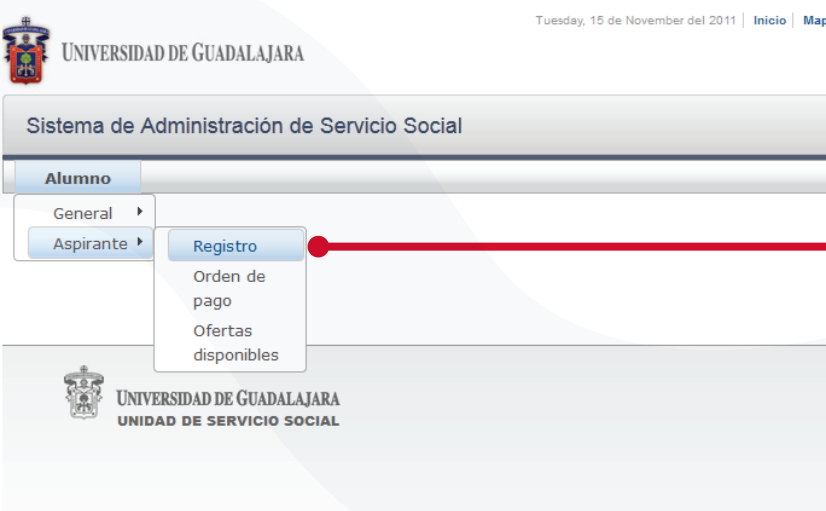 Tuesday, 15 de November del 2011 | Inicio |
UNIVERSIDAD DE GUADALAJARA
Sistema de Administración de Servicio Social
Alumno
General
Aspirante
Registro
Orden de
pago
Ofertas
disponibles
UNIVERSIDAD DE GUADALAJARA
UNIDAD DE SERVICIO SOCIAL